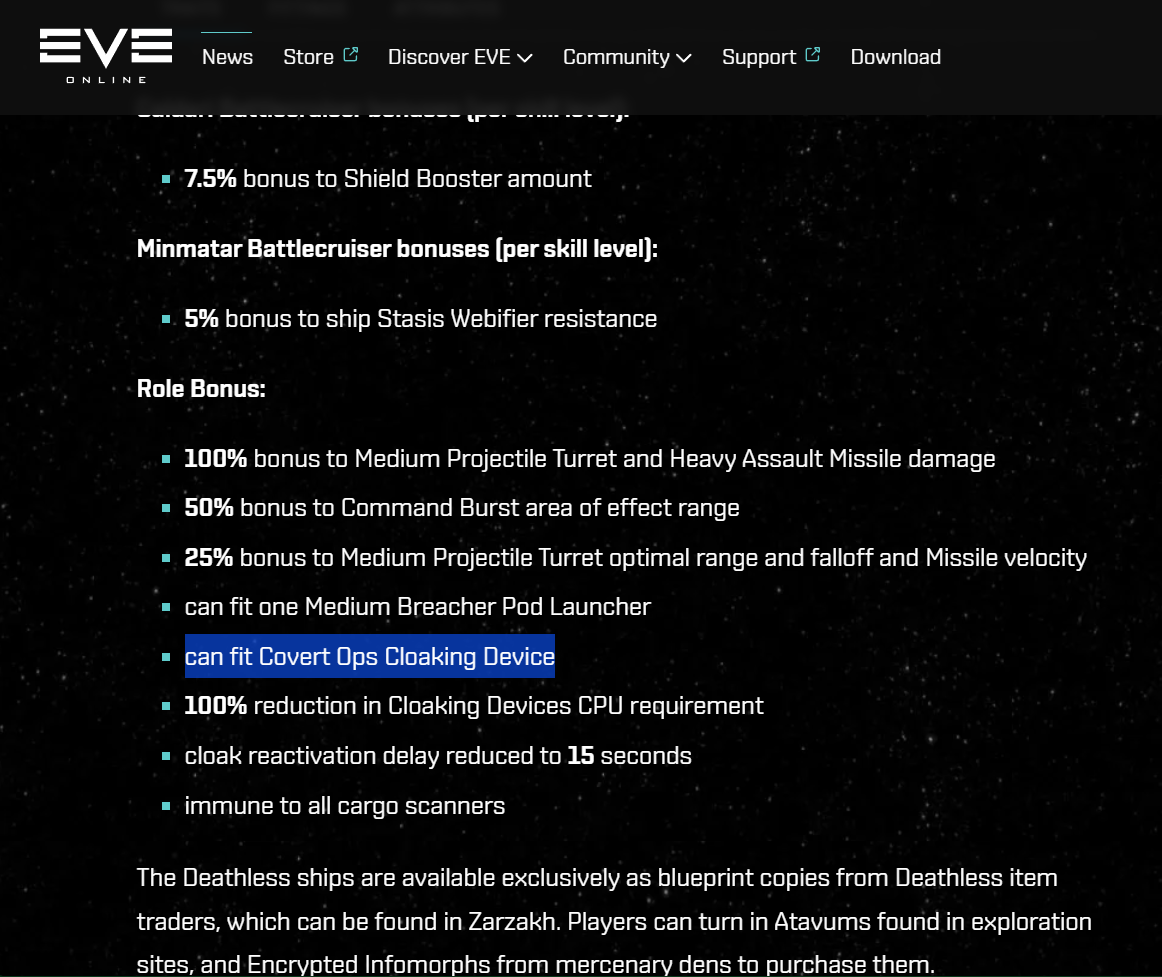 EVE
ONLINE
News
Store
Discover EVE
Community
Support
Download
7.5% bonus to Shield Booster amount
Minmatar Battlecruiser bonuses (per skill level):
5% bonus to ship Stasis Webifier resistance
Role Bonus:
100% bonus to Medium Projectile Turret and Heavy Assault Missile damage
50% bonus to Command Burst area of effect range
25% bonus to Medium Projectile Turret optimal range and falloff and Missile velocity
can fit one Medium Breacher Pod Launcher
can fit Covert Ops Cloaking Device
100% reduction in Cloaking Devices CPU requirement
cloak reactivation delay reduced to 15 seconds
immune to all cargo scanners
The Deathless ships are available exclusively as blueprint copies from Deathless item
traders, which can be found in Zarzakh. Players can turn in Atavums found in exploration
sites, and Encrypted Infomorphs from mercenary dens to purchase them.